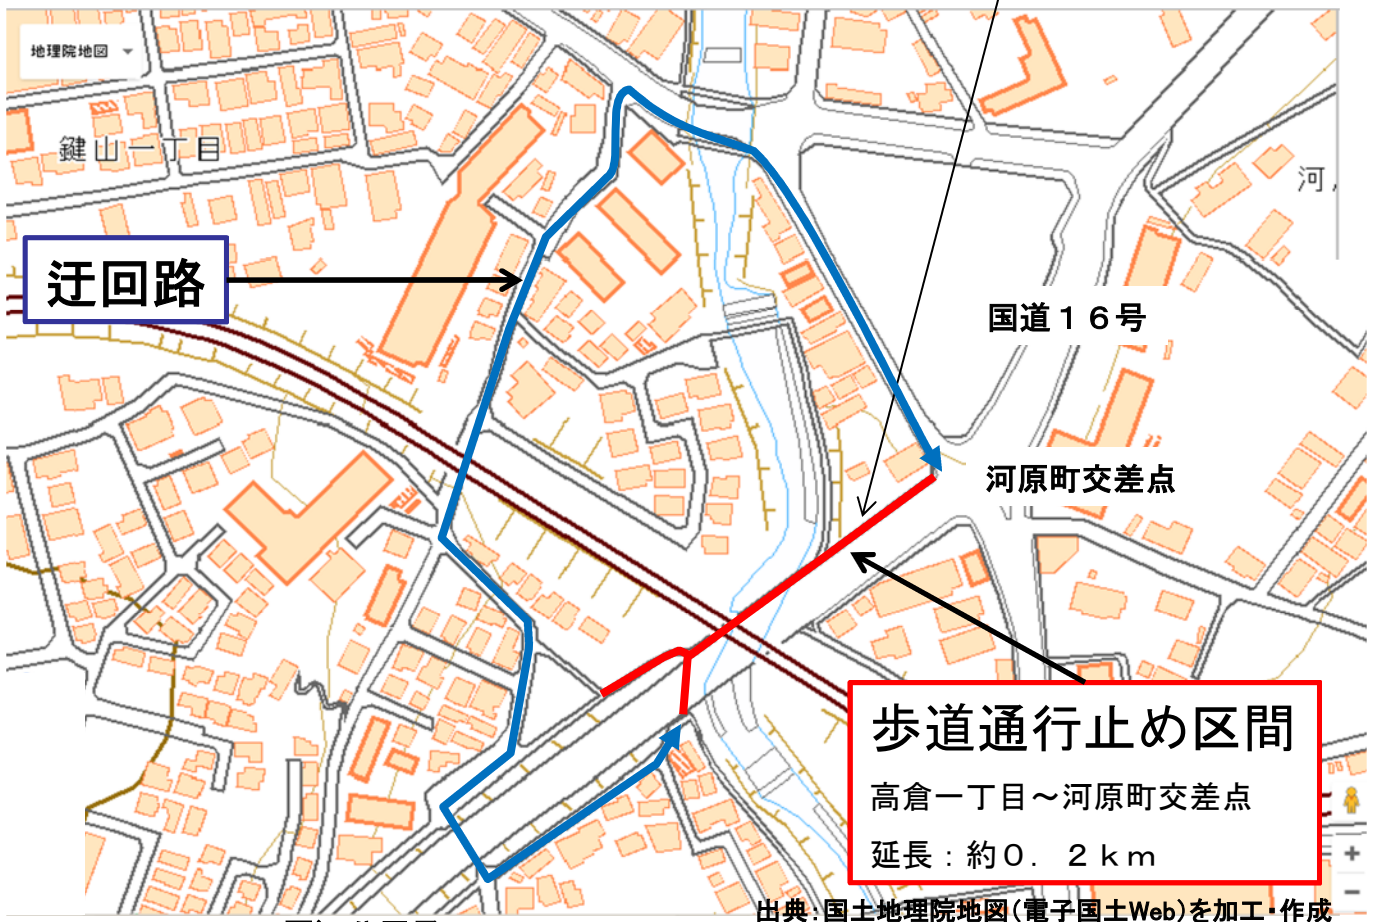 地理院地図
鍵山一丁目
河
迂回路
国道１６号
河原町交差点
歩道通行止め区間
高倉一丁目～河原町交差点
延長：約０．２ｋｍ
出典：国土地理院地図（電子国土Web）を加工・作成